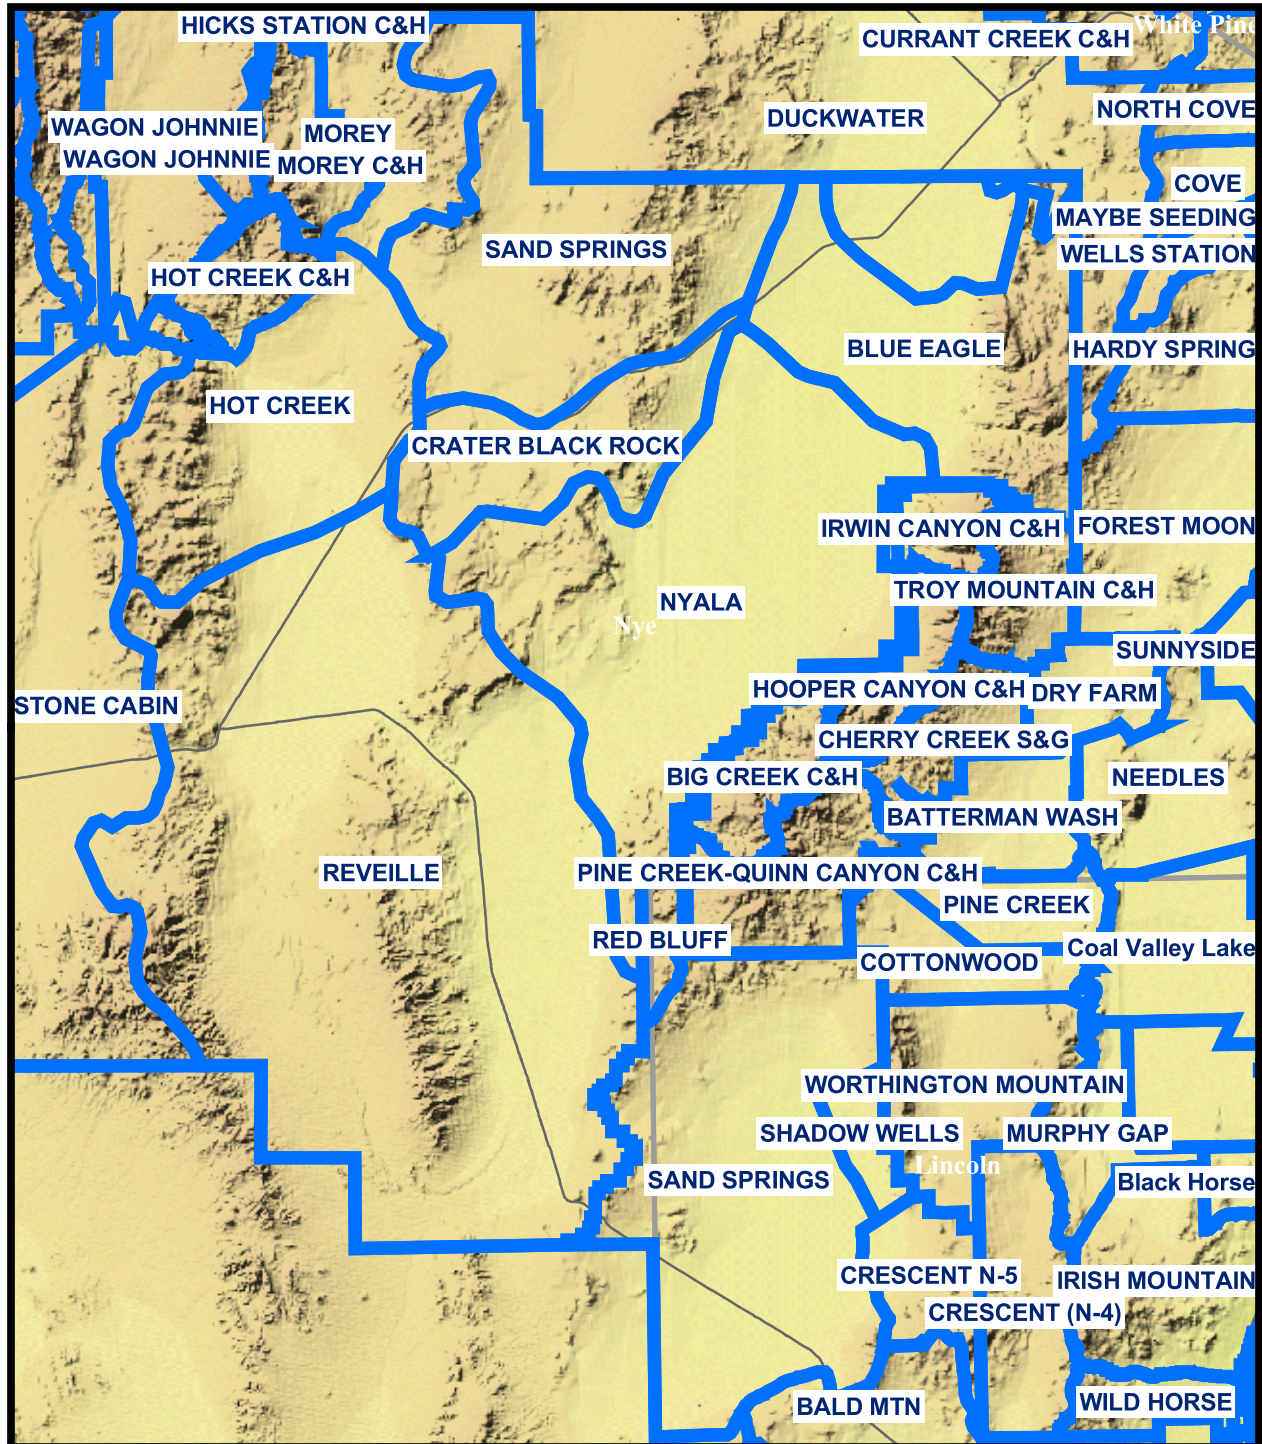 HICKS STATION C&H
White Pine
CURRANT CREEK C&H
NORTH COVE
DUCKWATER
WAGON JOHNNIE
MOREY
WAGON JOHNNIE
MOREY C&H
COVE
MAYBE SEEDING
SAND SPRINGS
WELLS STATION
HOT CREEK C&H
BLUE EAGLE
HARDY SPRING
HOT CREEK
CRATER BLACK ROCK
IRWIN CANYON C&H
FOREST MOON
TROY MOUNTAIN C&H
NYALA
Nye
SUNNYSIDE
HOOPER CANYON C&H
DRY FARM
STONE CABIN
CHERRY CREEK S&G
BIG CREEK C&H
NEEDLES
BATTERMAN WASH
REVEILLE
PINE CREEK-QUINN CANYON C&H
PINE CREEK
RED BLUFF
Coal Valley Lake
COTTONWOOD
WORTHINGTON MOUNTAIN
SHADOW WELLS
MURPHY GAP
Lincoln
SAND SPRINGS
Black Horse
CRESCENT N-5
IRISH MOUNTAIN
CRESCENT (N-4)
WILD HORSE
BALD MTN